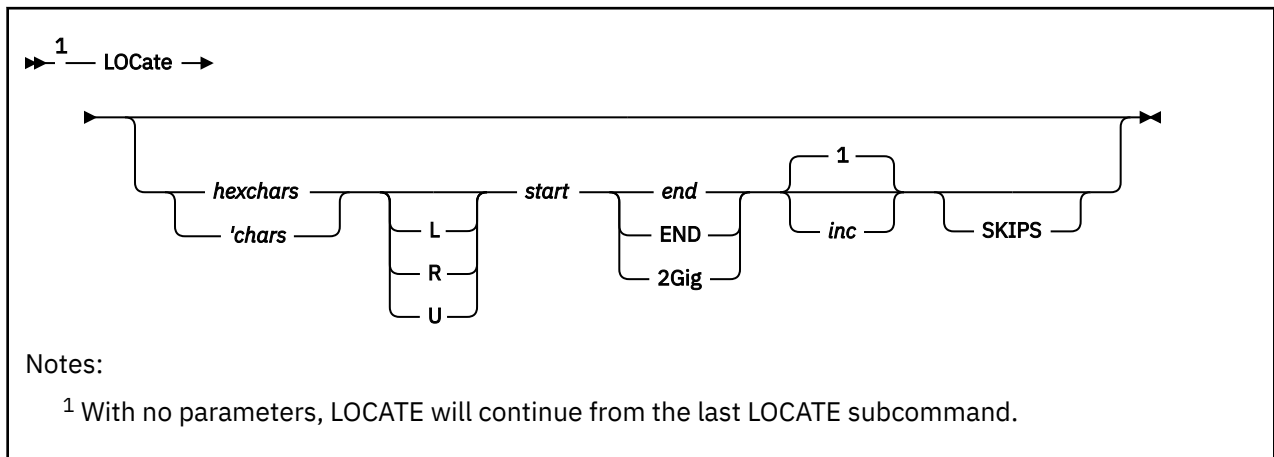 1
LOCate
1
hexchars start end
'chars L END inc SKIPS
R 2Gig
U
Notes:
1 With no parameters, LOCATE will continue from the last LOCATE subcommand.